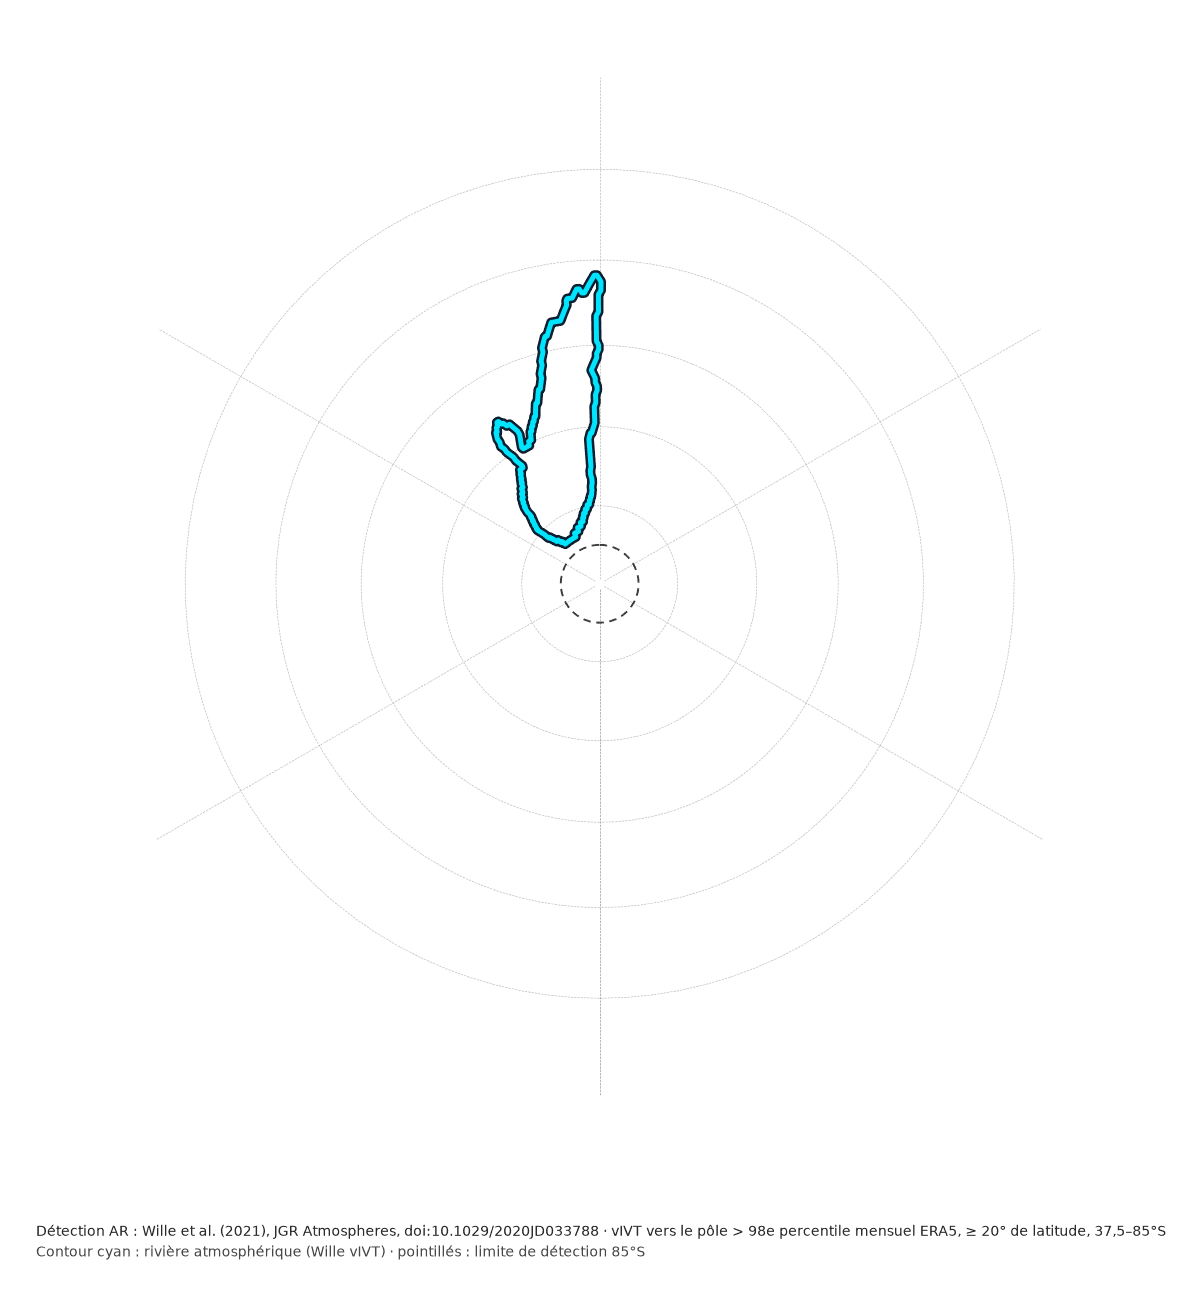 Détection AR : Wille et al. (2021), JGR Atmospheres, doi:10.1029/2020JD033788 · vIVT vers le pôle > 98e percentile mensuel ERA5, ≥ 20° de latitude, 37,5–85°S
Contour cyan : rivière atmosphérique (Wille vIVT) · pointillés : limite de détection 85°S